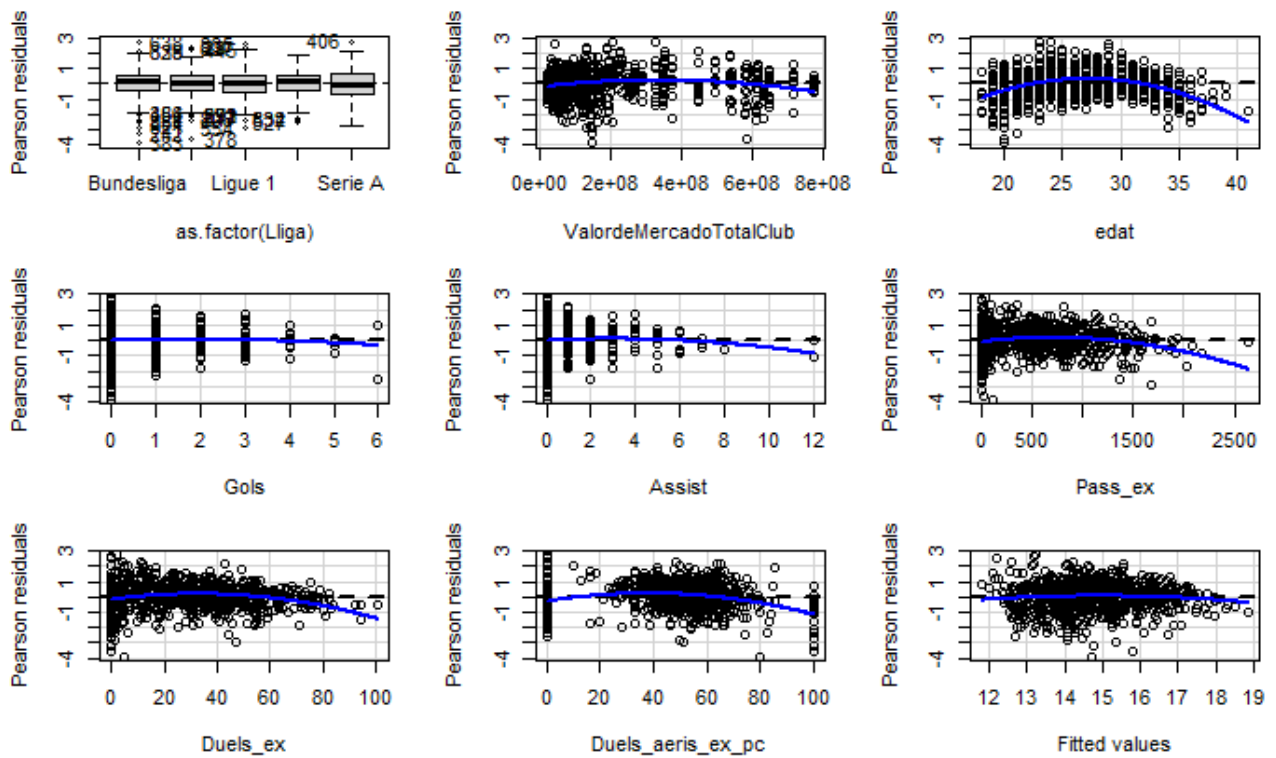 Pearson residuals
3
1
-1
-4
406
378
383
Bundesliga Ligue 1 Serie A
as.factor(Lliga)
Pearson residuals
3
1
-1
-4
0e+00 2e+08 4e+08 6e+08 8e+08
ValordeMercadoTotalClub
Pearson residuals
3
1
-1
-4
20 25 30 35 40
edat
Pearson residuals
3
1
-1
-4
0 1 2 3 4 5 6
Gols
Pearson residuals
3
1
-1
-4
0 2 4 6 8 10 12
Assist
Pearson residuals
3
1
-1
-4
0 500 1500 2500
Pass_ex
Pearson residuals
3
1
-1
-4
0 20 40 60 80 100
Duels_ex
Pearson residuals
3
1
-1
-4
0 20 40 60 80 100
Duels_aeris_ex_pc
Pearson residuals
3
1
-1
-4
12 13 14 15 16 17 18 19
Fitted values